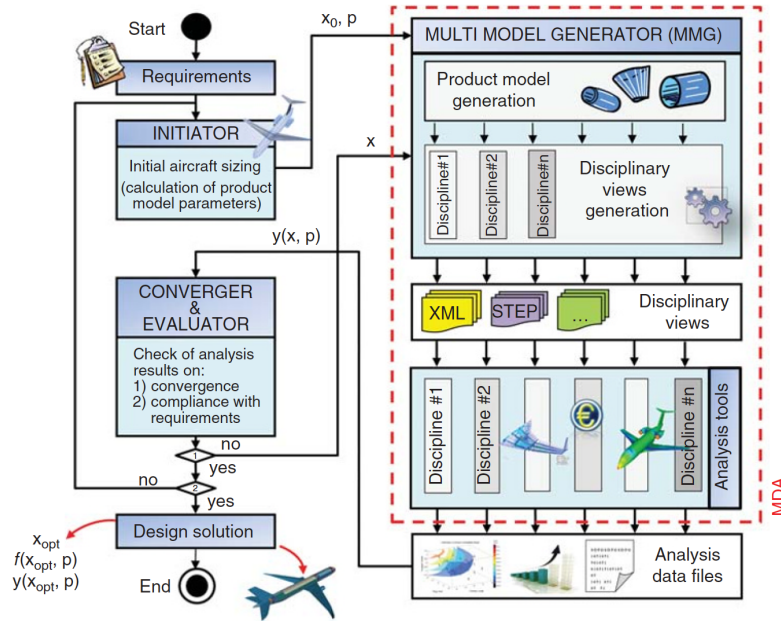 Start
Requirements
INITIATOR
Initial aircraft sizing
(calculation of product
model parameters)
x0, p
x
y(x, p)
CONVERGER
&
EVALUATOR
Check of analysis
results on:
1) convergence
2) compliance with
requirements
no
1
yes
no
2
yes
Design solution
xopt
f(xopt, p)
y(xopt, p)
End
MULTI MODEL GENERATOR (MMG)
Product model
generation
Discipline#1
Discipline#2
Discipline#n
Disciplinary
views
generation
XML
STEP
...
Disciplinary
views
Discipline #1
Discipline #2
€
Discipline #n
Analysis tools
MDA
Analysis
data files